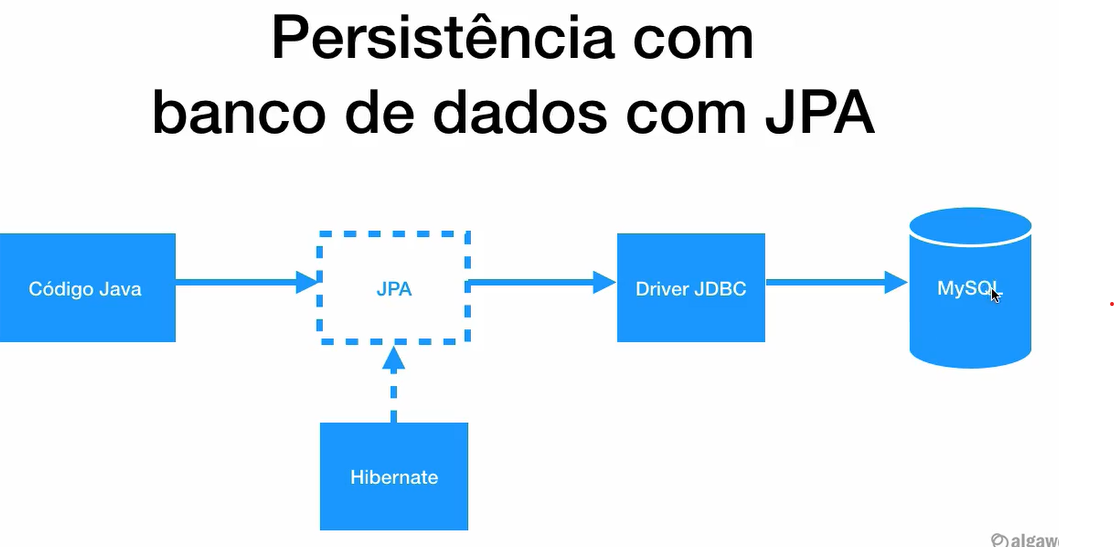 Persistência com
banco de dados com JPA
Código Java
JPA
Driver JDBC
MySQL
Hibernate